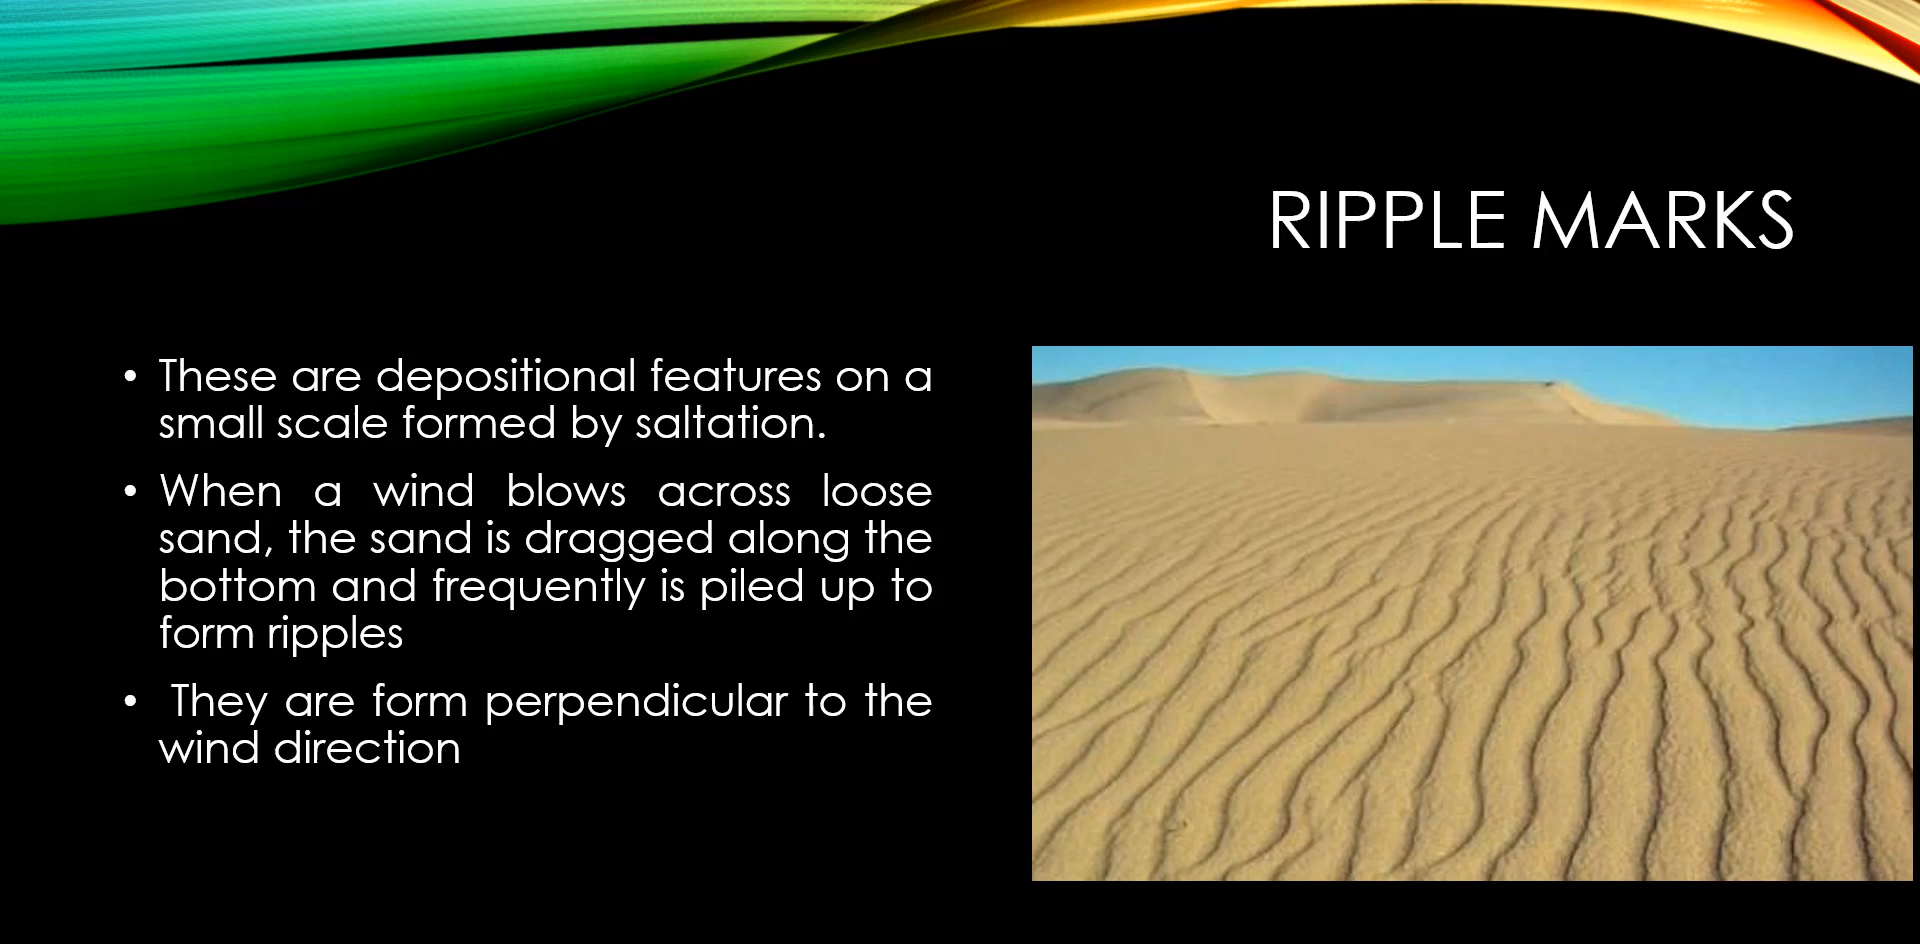 RIPPLE MARKS
• These are depositional features on a
small scale formed by saltation.
• When a wind blows across loose
sand, the sand is dragged along the
bottom and frequently is piled up to
form ripples
• They are form perpendicular to the
wind direction